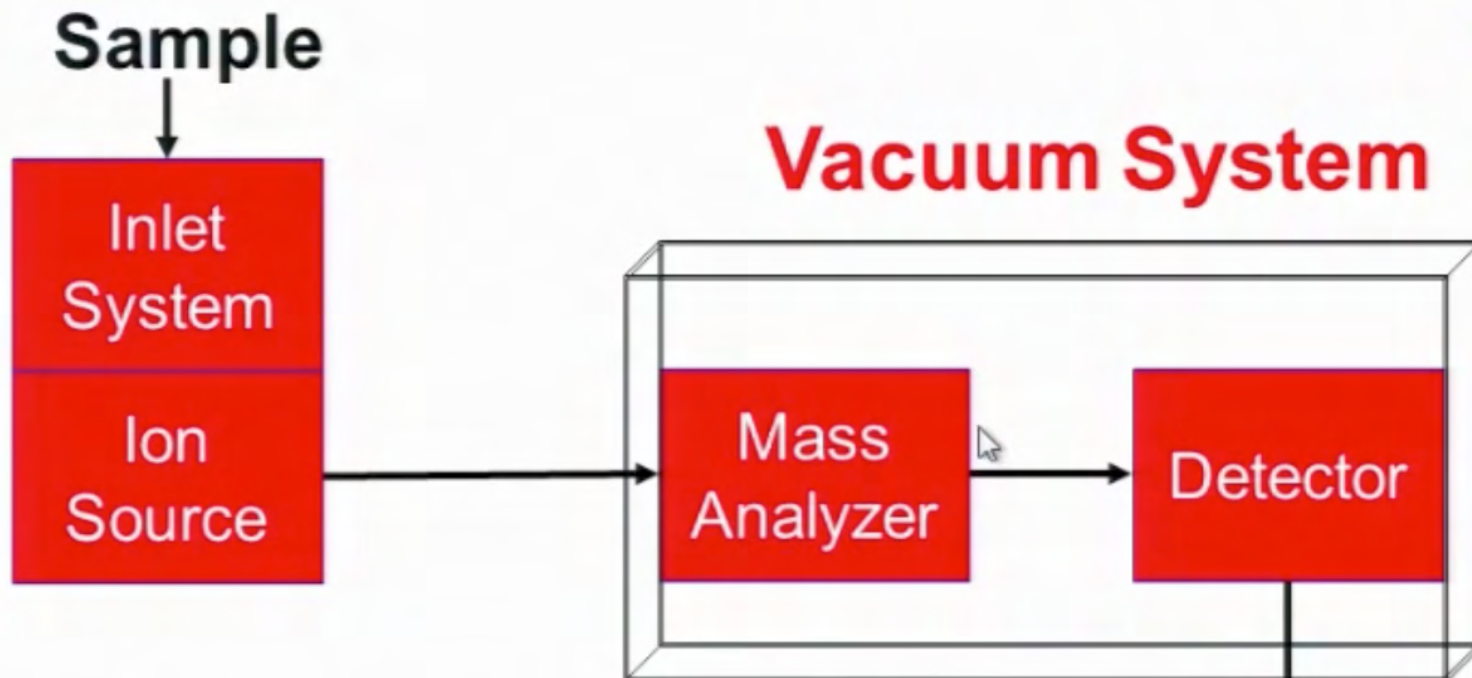 Sample
Vacuum System
Inlet
System
Ion
Source
Mass
Analyzer
Detector